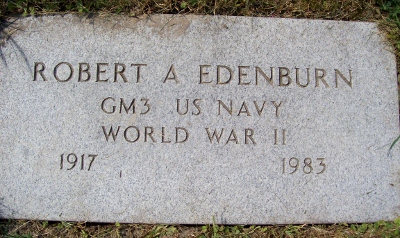 ROBERT A EDENBURN
GM3 US NAVY
WORLD WAR II
1917 1983